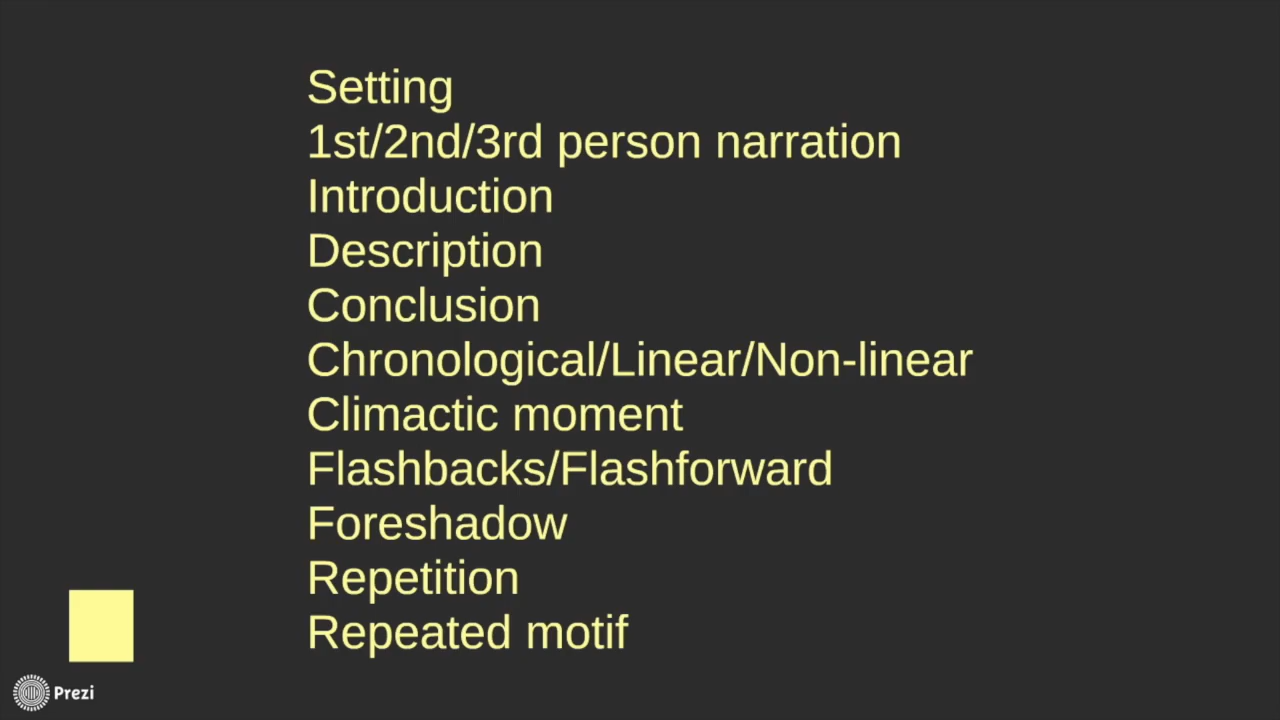 Setting
1st/2nd/3rd person narration
Introduction
Description
Conclusion
Chronological/Linear/Non-linear
Climactic moment
Flashbacks/Flashforward
Foreshadow
Repetition
Repeated motif
Prezi